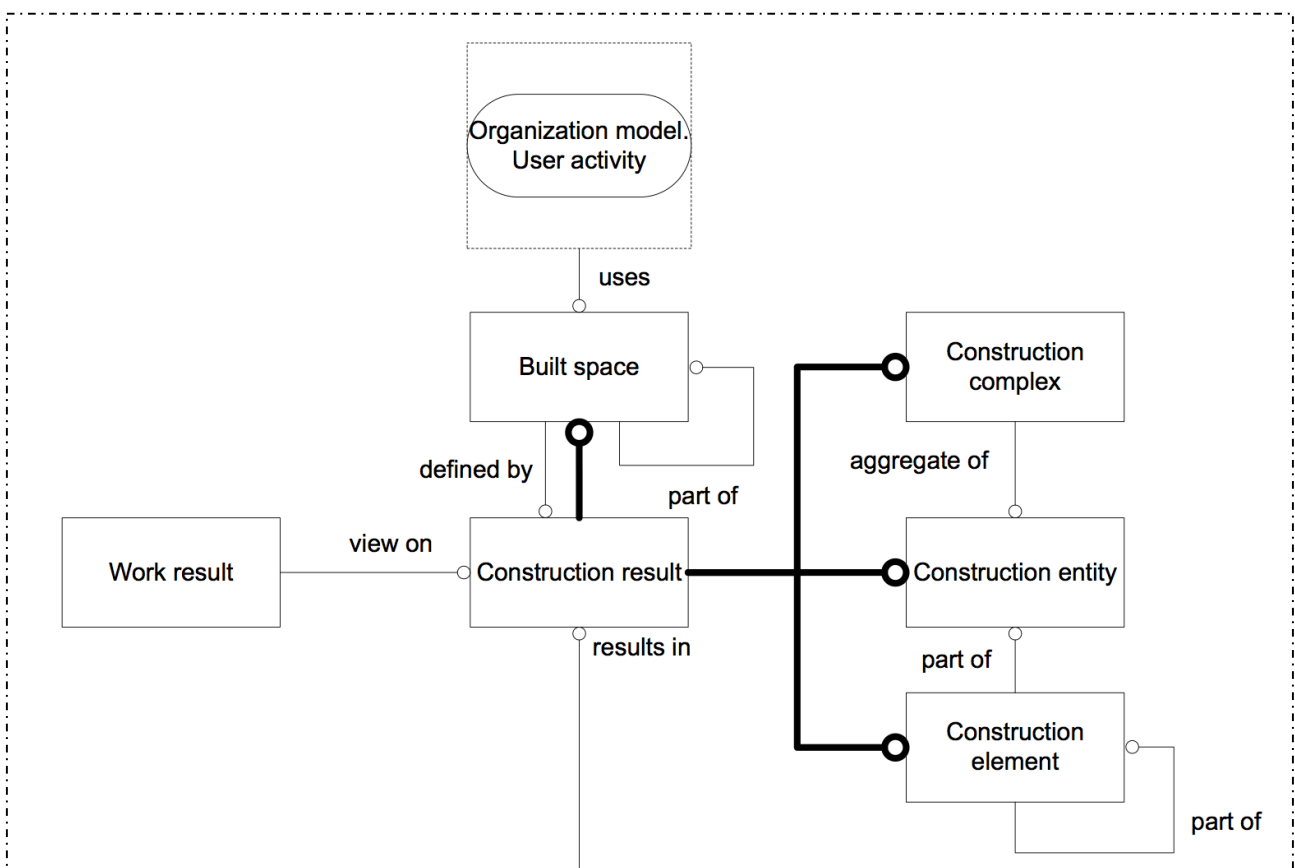 Organization model.
User activity
uses
Built space
Construction
complex
defined by
part of
aggregate of
Work result
view on
Construction result
Construction entity
results in
part of
Construction
element
part of